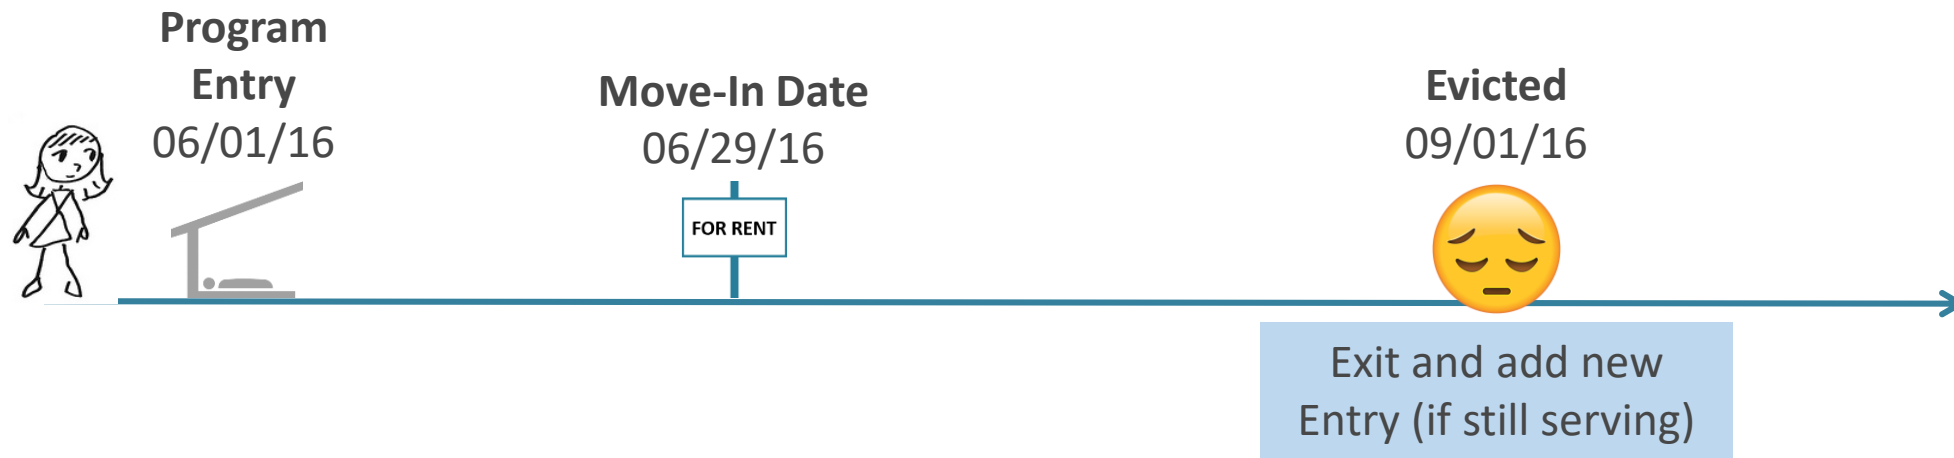 Program
Entry
06/01/16
Move-In Date
06/29/16
FOR RENT
Evicted
09/01/16
Exit and add new
Entry (if still serving)